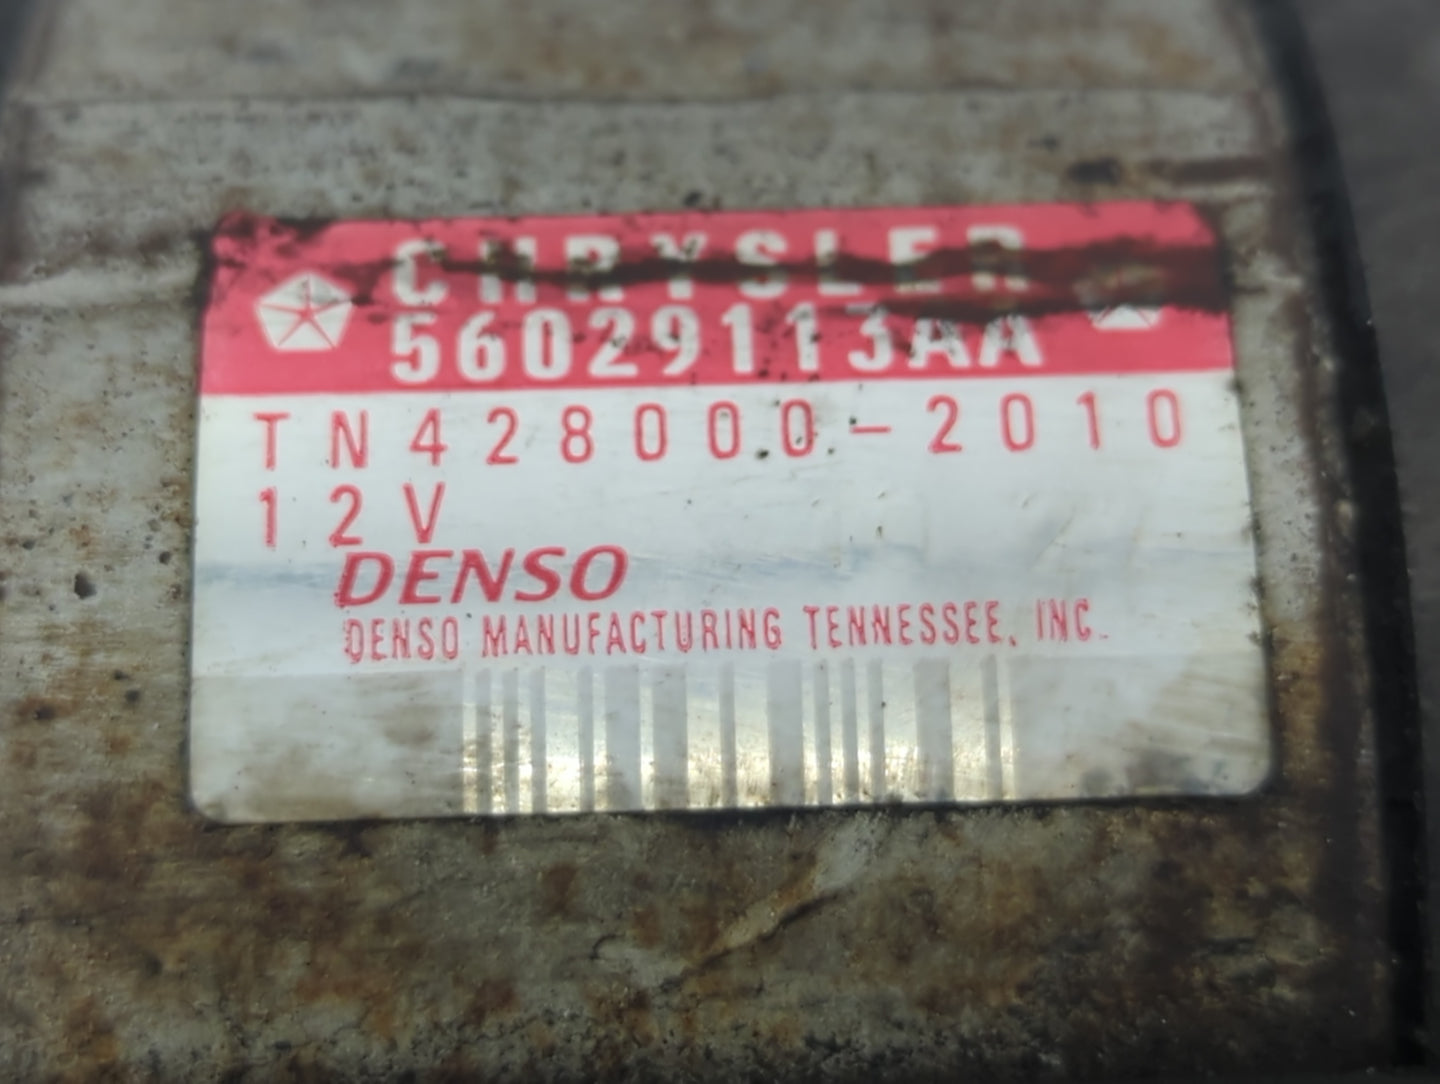 CHRYSLER
56029113AA
TN428000-2010
12V
DENSO
DENSO MANUFACTURING TENNESSEE, INC.